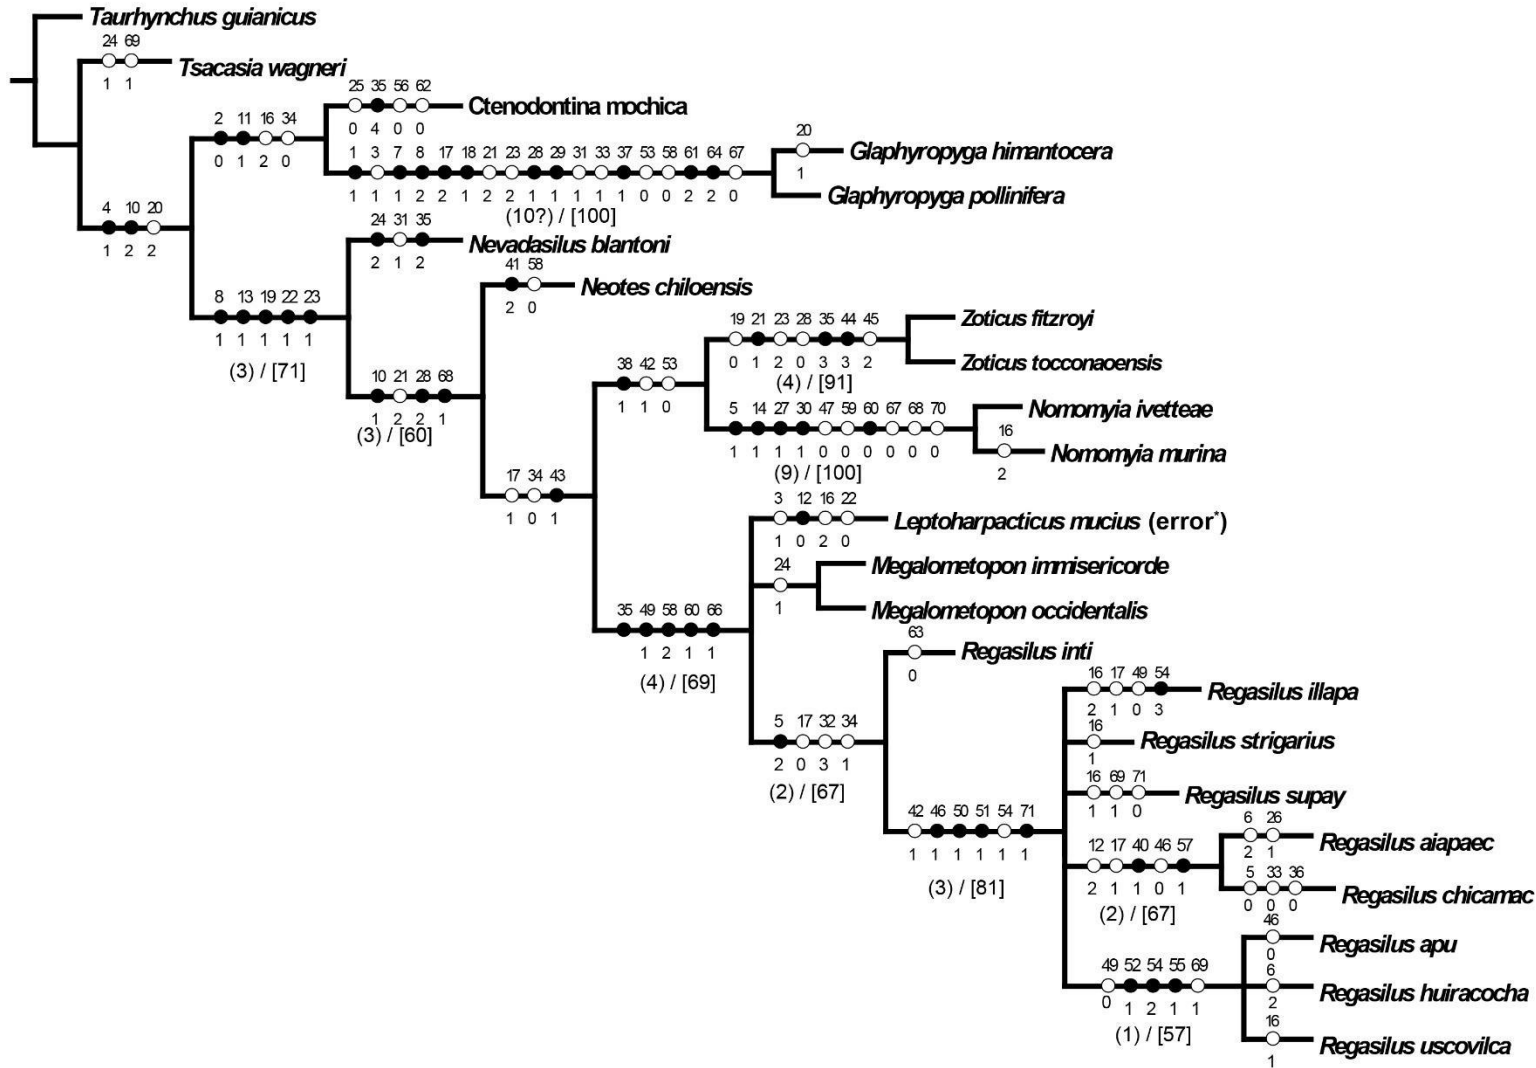 Taurhynchus guianicus
24 69
1 1
Tsacasia wagneri
25 35 56 62
0 4 0 0
Ctenodontina mochica
2 11 16 34
0 1 2 0
1 3 7 8 17 18 21 23 28 29 31 33 37 53 58 61 64 67
1 1 1 2 2 1 2 2 1 1 1 1 1 0 0 2 2 0
(10?) / [100]
20
1
Glaphyropyga himantocera
Glaphyropyga pollinifera
4 10 20
1 2 2
24 31 35
2 1 2
Nevadasilus blantoni
8 13 19 22 23
1 1 1 1 1
(3) / [71]
41 58
2 0
Neotes chiloensis
10 21 28 68
1 2 2 1
(3) / [60]
19 21 23 28 35 44 45
0 1 2 0 3 3 2
(4) / [91]
Zoticus fitzroyi
Zoticus tocconaoensis
38 42 53
1 1 0
5 14 27 30 47 59 60 67 68 70
1 1 1 1 0 0 0 0 0 0
(9) / [100]
Nomomyia ivetteae
16
2
Nomomyia murina
17 34 43
1 0 1
3 12 16 22
1 0 2 0
Leptoharpacticus mucius (error*)
24
1
Megalometopon immisericorde
Megalometopon occidentalis
35 49 58 60 66
1 2 1 1
(4) / [69]
63
0
Regasilus inti
5 17 32 34
2 0 3 1
(2) / [67]
16 17 49 54
2 1 0 3
Regasilus illapa
16
1
Regasilus strigarius
16 69 71
1 1 0
Regasilus supay
42 46 50 51 54 71
1 1 1 1 1 1
(3) / [81]
12 17 40 46 57
2 1 1 0 1
(2) / [67]
6 26
2 1
Regasilus aiapaec
5 33 36
0 0 0
Regasilus chicamac
49 52 54 55 69
0 1 2 1 1
(1) / [57]
46
0
Regasilus apu
6
2
Regasilus huiracocha
16
1
Regasilus uscovilca